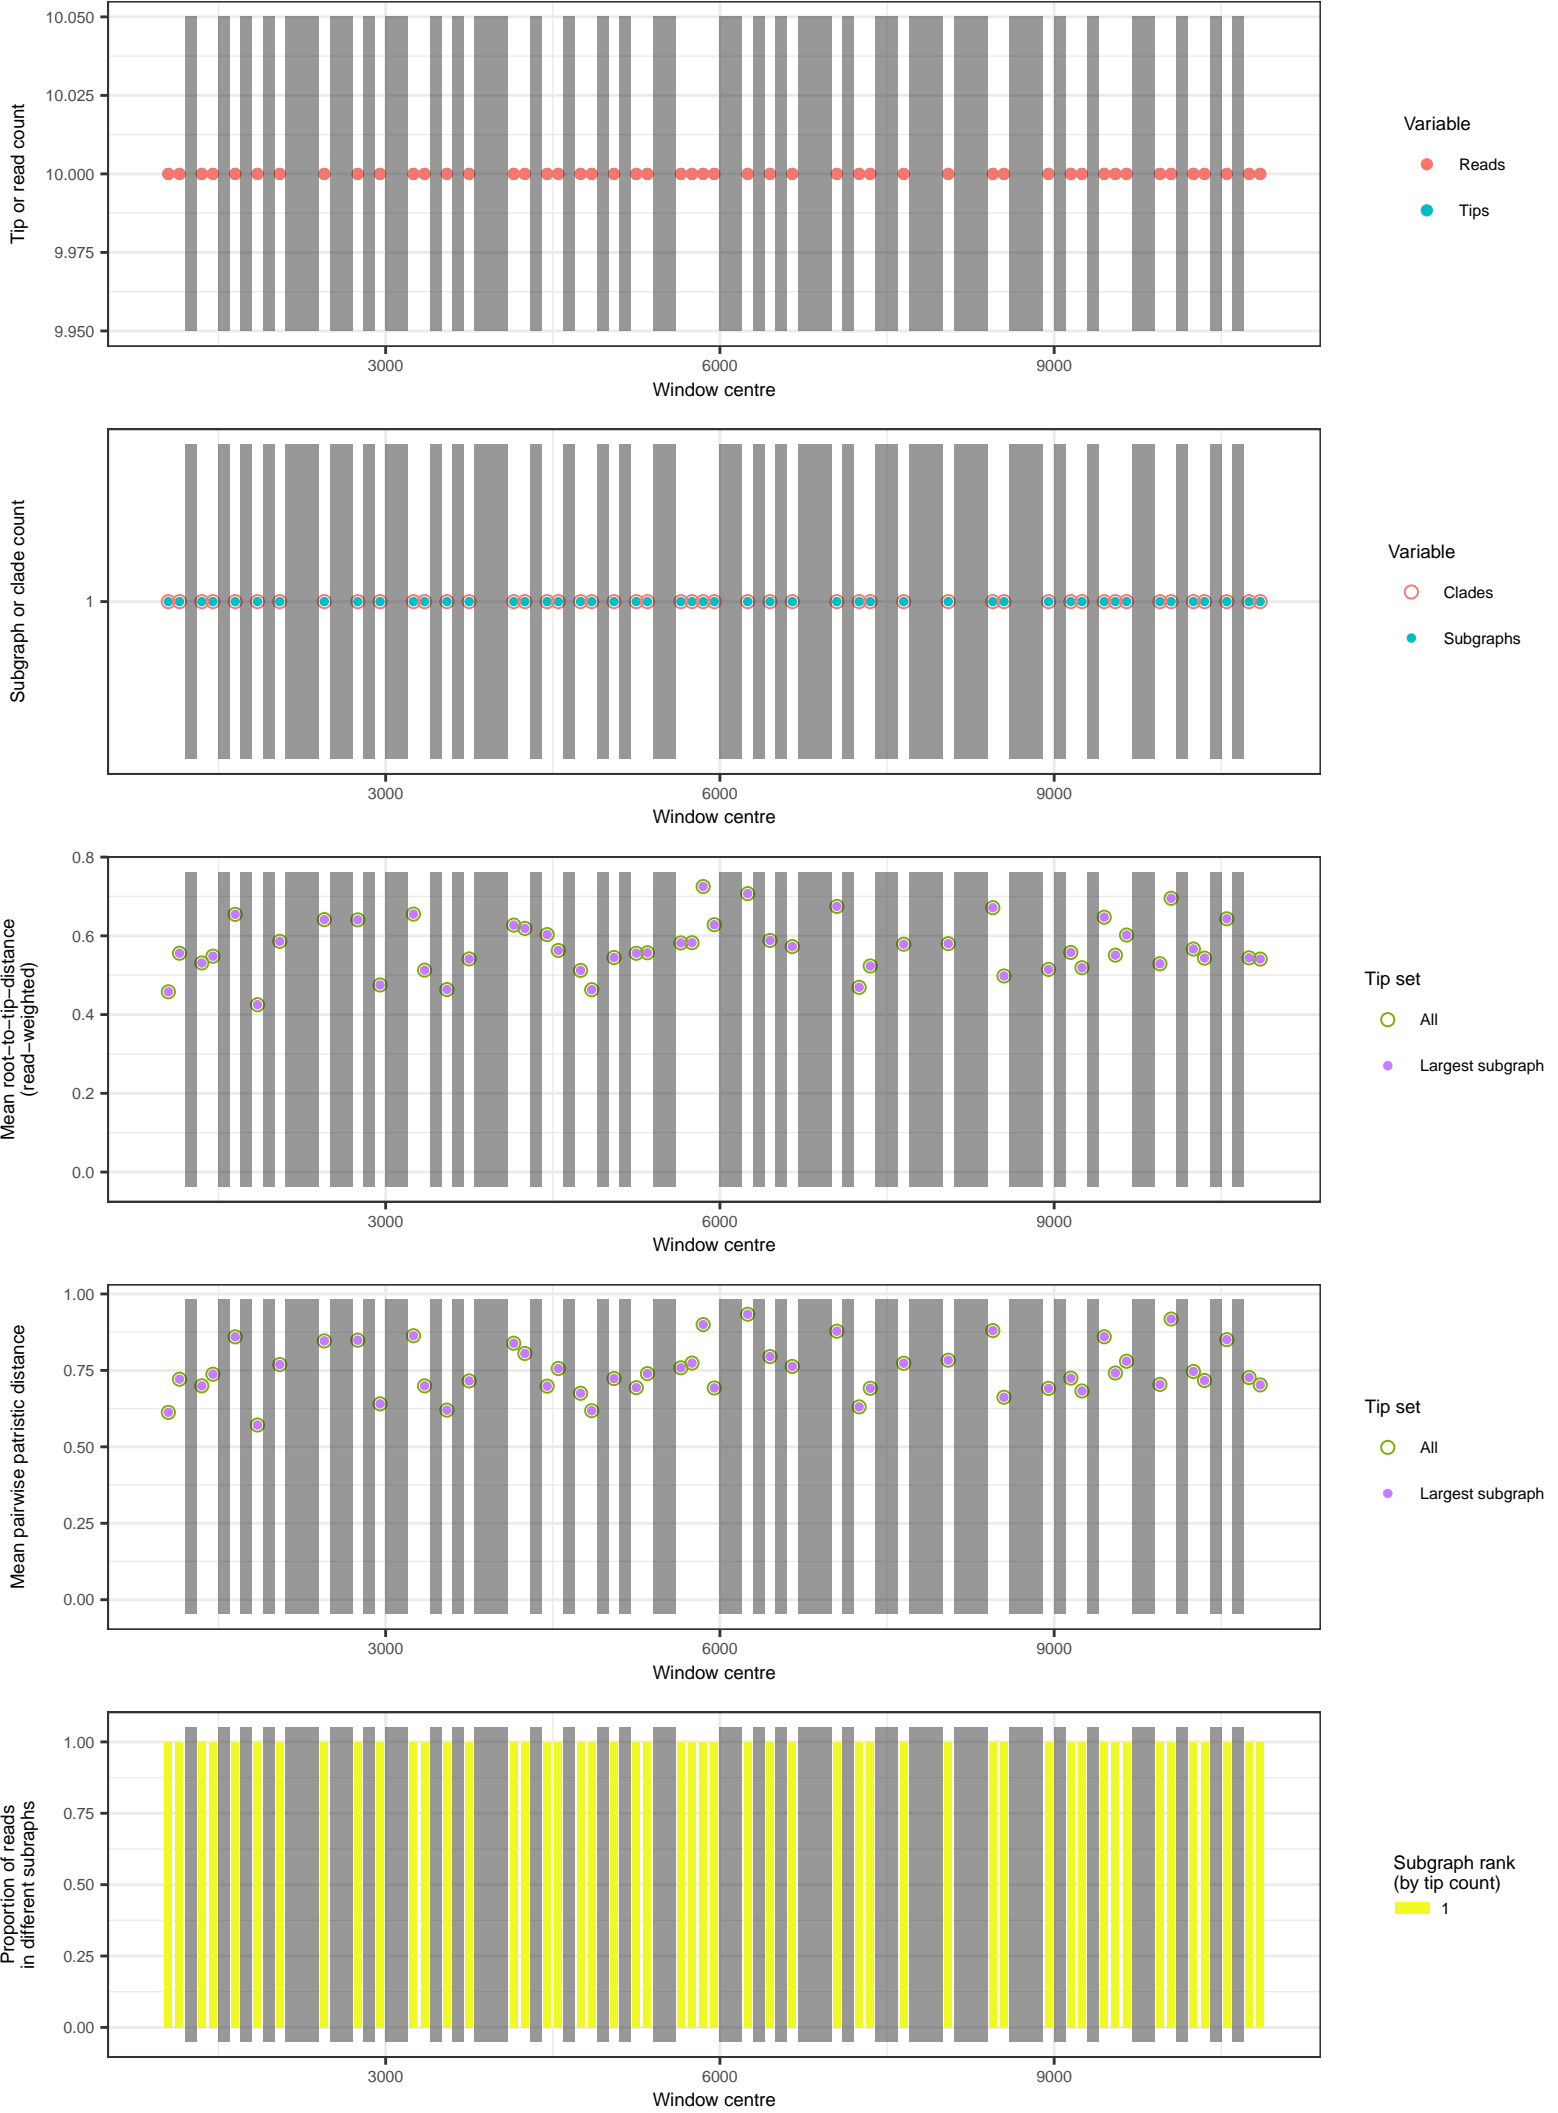 10.050
10.025
10.000
9.975
9.950
Tip or read count
3000
6000
9000
Window centre
Variable
Reads
Tips
1
Subgraph or clade count
3000
6000
9000
Window centre
Variable
Clades
Subgraphs
0.8
0.6
0.4
0.2
0.0
Mean root−to−tip−distance
(read−weighted)
3000
6000
9000
Window centre
Tip set
All
Largest subgraph
1.00
0.75
0.50
0.25
0.00
Mean pairwise patristic distance
3000
6000
9000
Window centre
Tip set
All
Largest subgraph
1.00
0.75
0.50
0.25
0.00
Proportion of reads
in different subraphs
3000
6000
9000
Window centre
Subgraph rank
(by tip count)
1